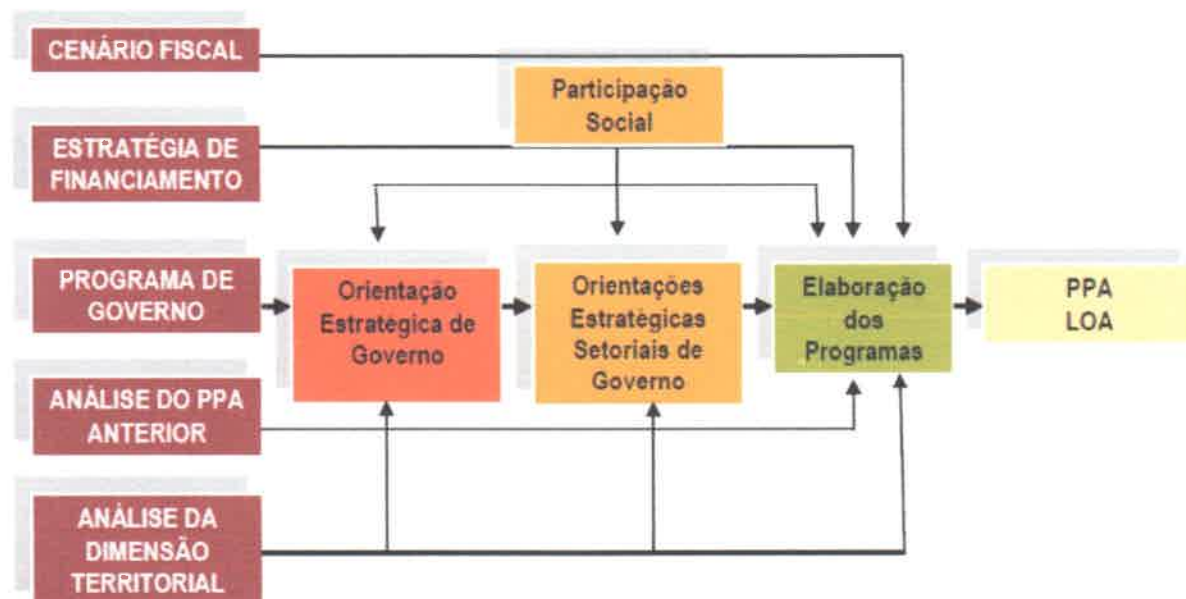 CENÁRIO FISCAL
Participação
Social
ESTRATÉGIA DE
FINANCIAMENTO
PROGRAMA DE
GOVERNO
Orientação
Estratégica de
Governo
Orientações
Estratégicas
Setoriais de
Governo
Elaboração
dos
Programas
PPA
LOA
ANÁLISE DO PPA
ANTERIOR
ANÁLISE DA
DIMENSÃO
TERRITORIAL